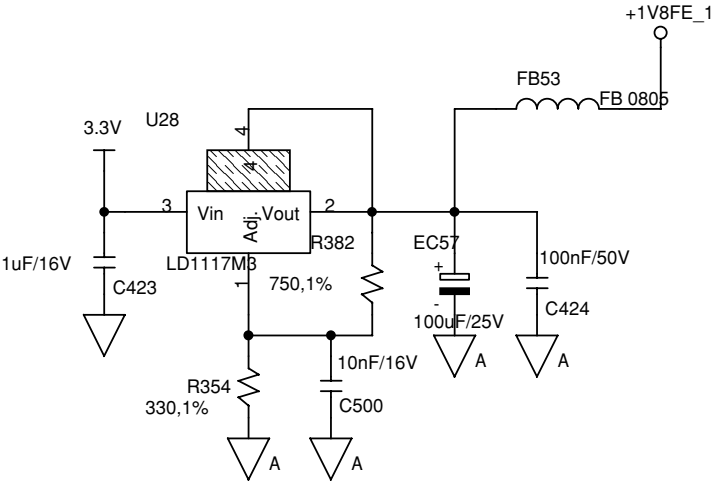 +1V8FE_1
FB53
FB 0805
U28
3.3V
4
4
3
Vin
Adj.
Vout
2
1uF/16V
C423
LD1117M3
1
R382
750,1%
EC57
+
-
100uF/25V
100nF/50V
C424
A
A
10nF/16V
R354
330,1%
C500
A
A